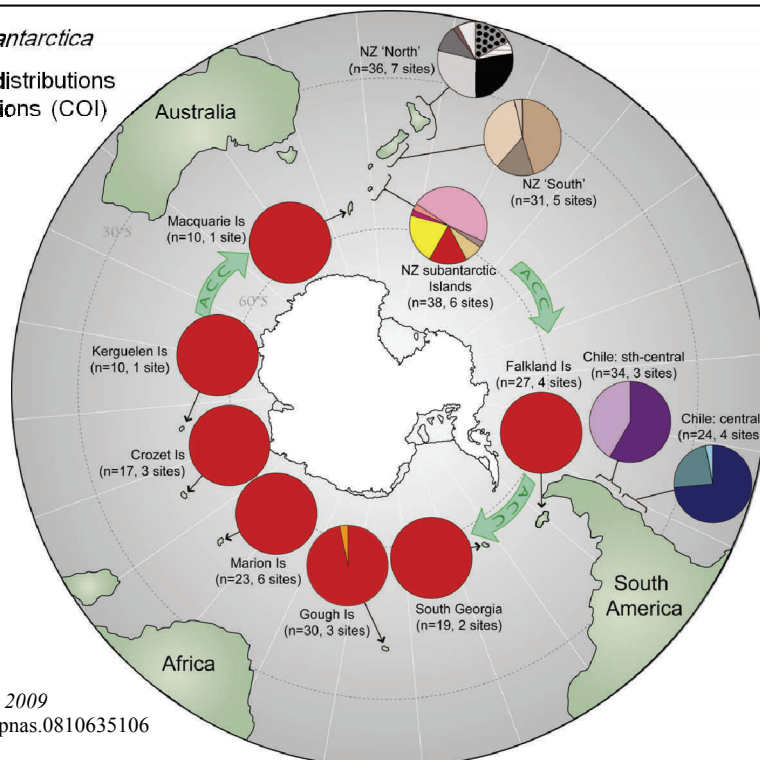 antarctica
distributions
ions (COI)
NZ 'North'
(n=36, 7 sites)
Australia
NZ 'South'
(n=31, 5 sites)
Macquarie Is
(n=10, 1 site)
30°S
NZ subantarctic
Islands
(n=38, 6 sites)
ACC
ACC
60°S
Kerguelen Is
(n=10, 1 site)
Falkland Is
(n=27, 4 sites)
Chile: sth-central
(n=34, 3 sites)
Chile: central
(n=24, 4 sites
Crozet Is
(n=17, 3 sites)
ACC
Marion Is
(n=23, 6 sites)
Gough Is
(n=30, 3 sites)
South Georgia
(n=19, 2 sites)
South
America
Africa
2009
pnas.0810635106